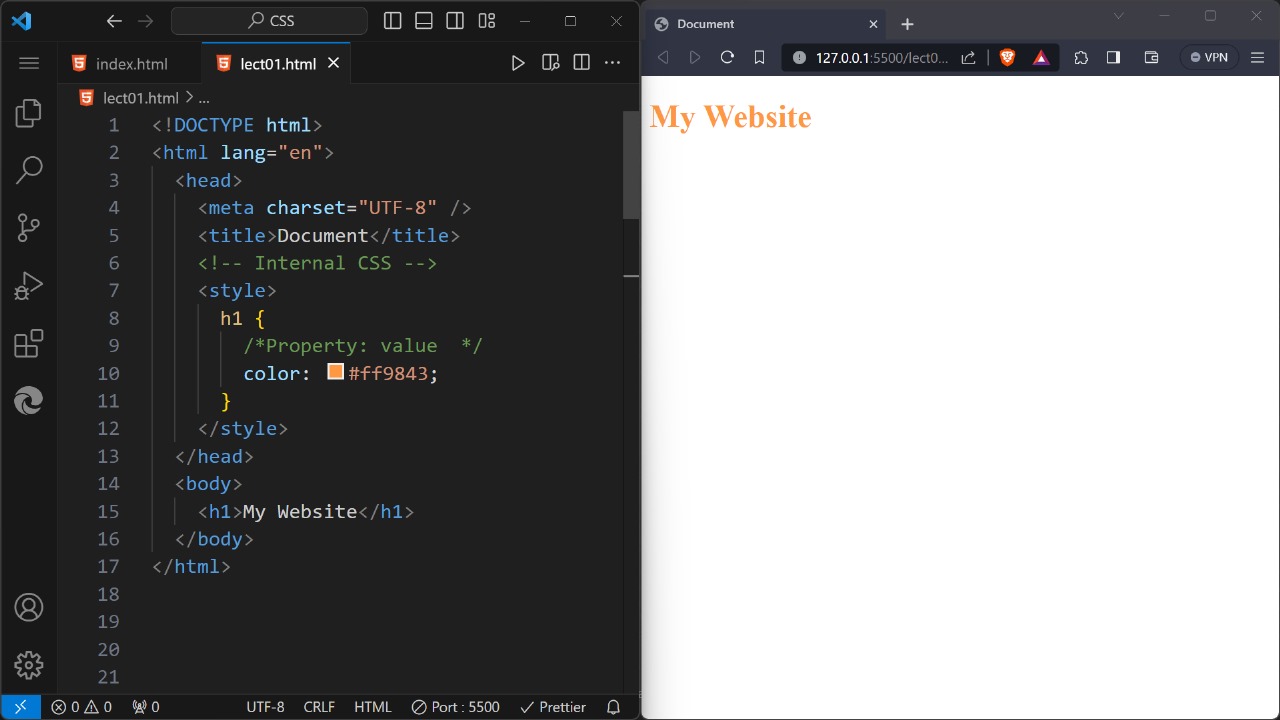 CSS
index.html
lect01.html
lect01.html > ...
1 <!DOCTYPE html>
2 <html lang="en">
3 <head>
4 <meta charset="UTF-8" />
5 <title>Document</title>
6 <!-- Internal CSS -->
7 <style>
8 h1 {
9 /*Property: value  */
10 color: #ff9843;
11 }
12 </style>
13 </head>
14 <body>
15 <h1>My Website</h1>
16 </body>
17 </html>
18
19
20
21
0 0 0 UTF-8 CRLF HTML Port : 5500 Prettier
Document
127.0.0.1:5500/lect0... VPN
My Website